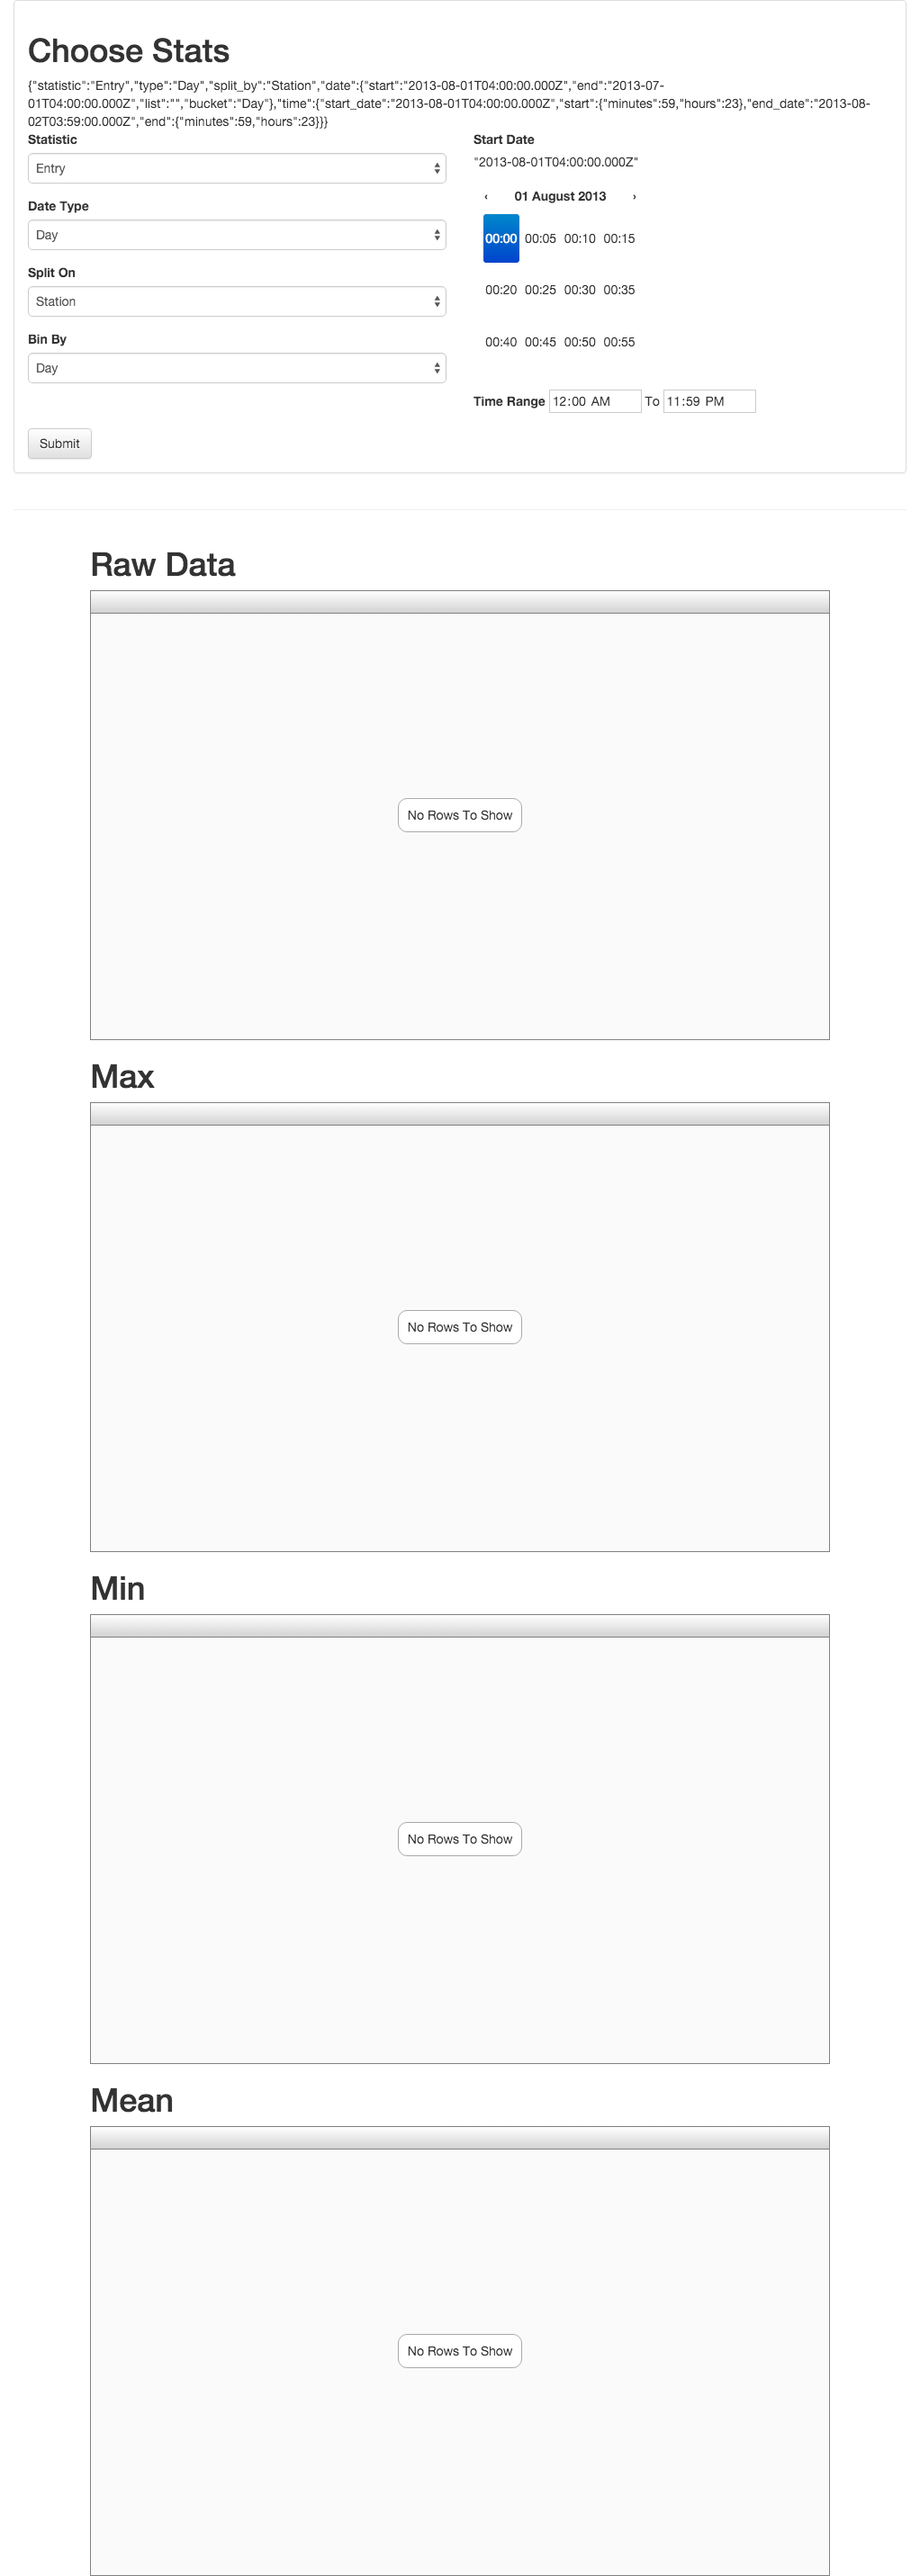 Choose Stats
{"statistic":"Entry","type":"Day","split_by":"Station","date":{"start":"2013-08-01T04:00:00.000Z","end":"2013-07-
01T04:00:00.000Z","list":"","bucket":"Day"},"time":{"start_date":"2013-08-01T04:00:00.000Z","start":{"minutes":59,"hours":23},"end_date":"2013-08-
02T03:59:00.000Z","end":{"minutes":59,"hours":23}}}
Statistic
Entry
Date Type
Day
Split On
Station
Bin By
Day
Start Date
"2013-08-01T04:00:00.000Z"
‹ 01 August 2013 ›
00:00 00:05 00:10 00:15
00:20 00:25 00:30 00:35
00:40 00:45 00:50 00:55
Time Range 12:00 AM To 11:59 PM
Submit
Raw Data
No Rows To Show
Max
No Rows To Show
Min
No Rows To Show
Mean
No Rows To Show